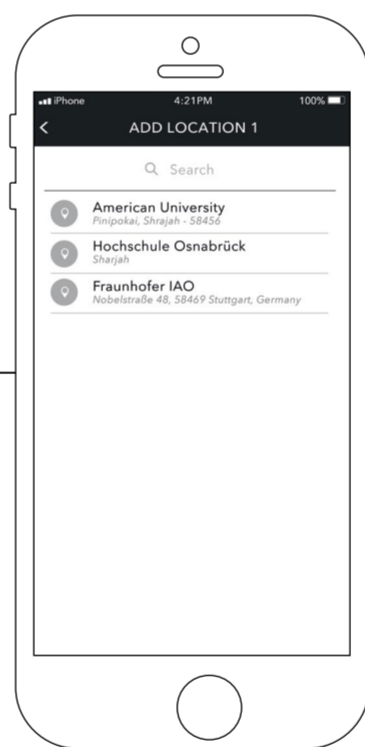 iPhone 4:21PM 100%
ADD LOCATION 1
Search
American University
Pinipokai, Shrajah - 58456
Hochschule Osnabrück
Sharjah
Fraunhofer IAO
Nobelstraße 48, 58469 Stuttgart, Germany